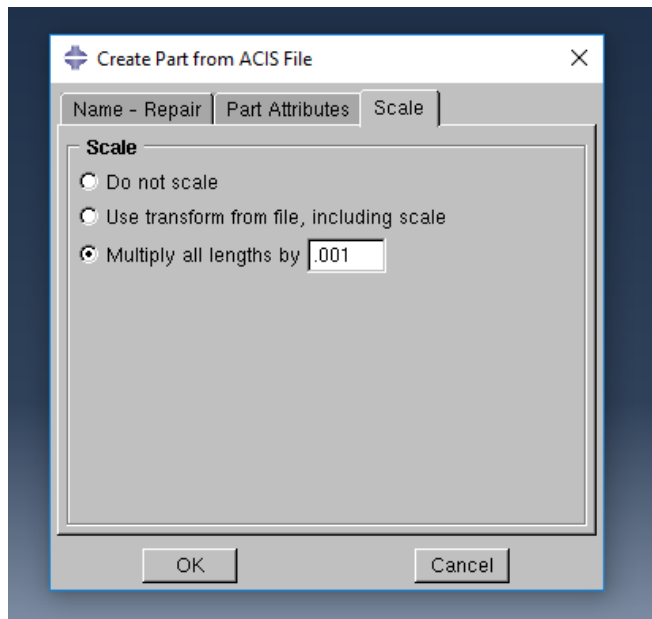 Create Part from ACIS File
Name - Repair Part Attributes Scale
Scale
Do not scale
Use transform from file, including scale
Multiply all lengths by .001
OK Cancel